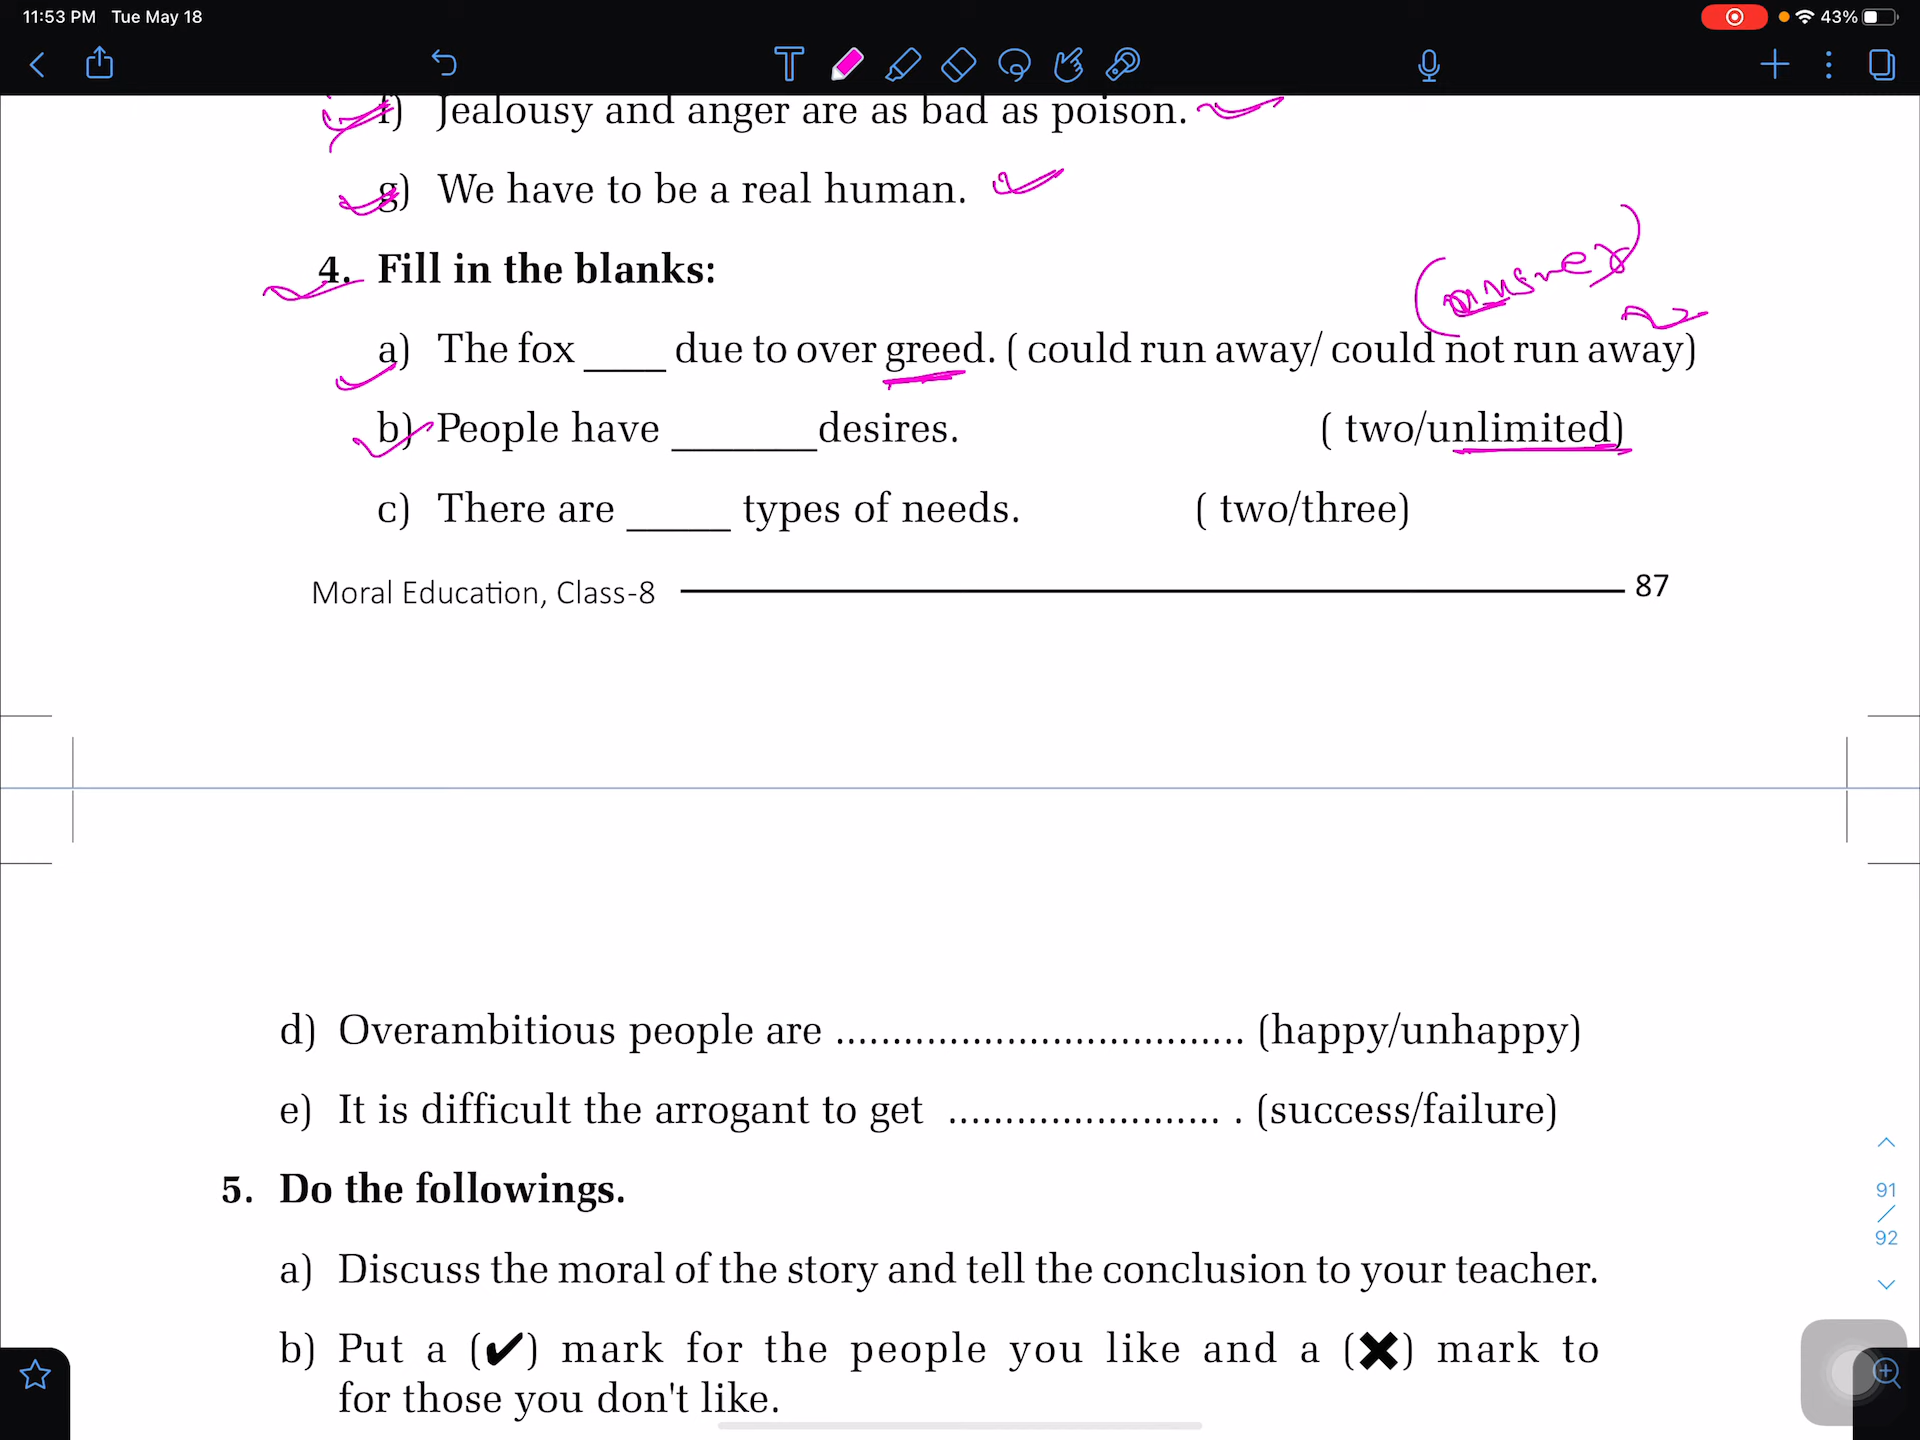 11:53 PM Tue May 18
43%
f) Jealousy and anger are as bad as poison.
g) We have to be a real human.
4. Fill in the blanks:
a) The fox ____ due to over greed. ( could run away/ could not run away)
b) People have _______desires. ( two/unlimited)
c) There are _____ types of needs. ( two/three)
Moral Education, Class-8 87
d) Overambitious people are .................................... (happy/unhappy)
e) It is difficult the arrogant to get ........................ . (success/failure)
5. Do the followings.
a) Discuss the moral of the story and tell the conclusion to your teacher.
b) Put a (✔) mark for the people you like and a (✖) mark to
for those you don't like.
91
/
92